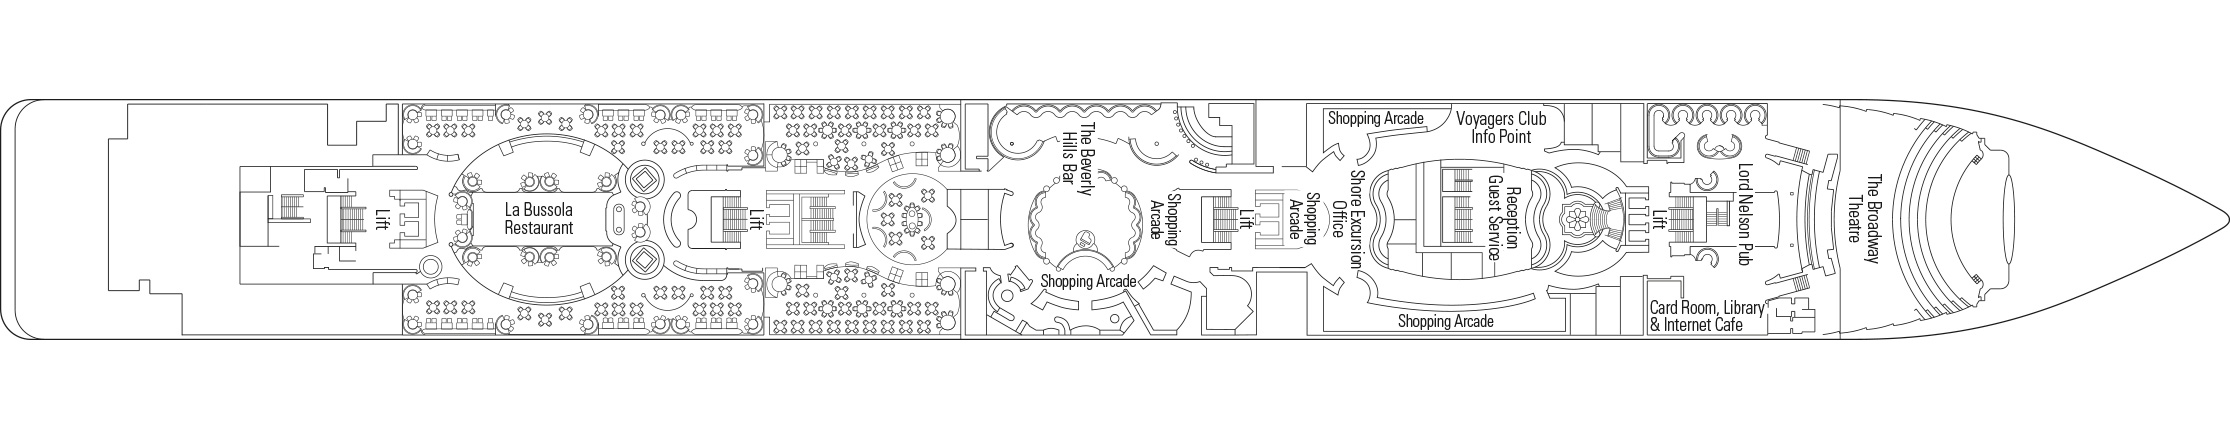 Lift
La Bussola
Restaurant
Lift
The Beverly
Hills Bar
Shopping Arcade
Shopping
Arcade
Lift
Shopping
Arcade
Shopping Arcade
Shore Excursion
Office
Voyagers Club
Info Point
Reception
Guest Service
Shopping Arcade
Lift
Lord Nelson Pub
Card Room, Library
& Internet Cafe
The Broadway
Theatre